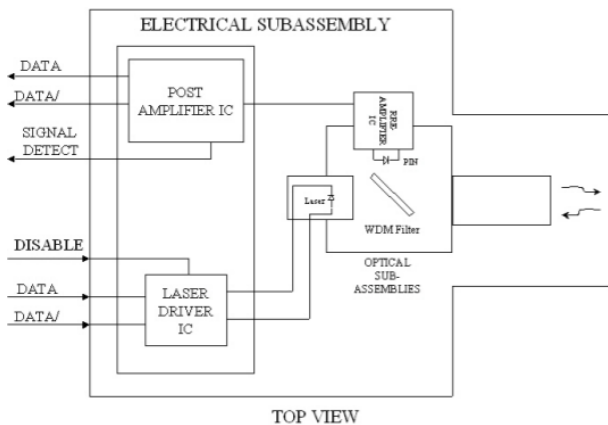 ELECTRICAL SUBASSEMBLY
DATA
DATA/
SIGNAL
DETECT
POST
AMPLIFIER IC
PRE-
AMPLIFIER
IC
PIN
Laser
WDM Filter
OPTICAL
SUB-
ASSEMBLIES
DISABLE
DATA
DATA/
LASER
DRIVER
IC
TOP VIEW